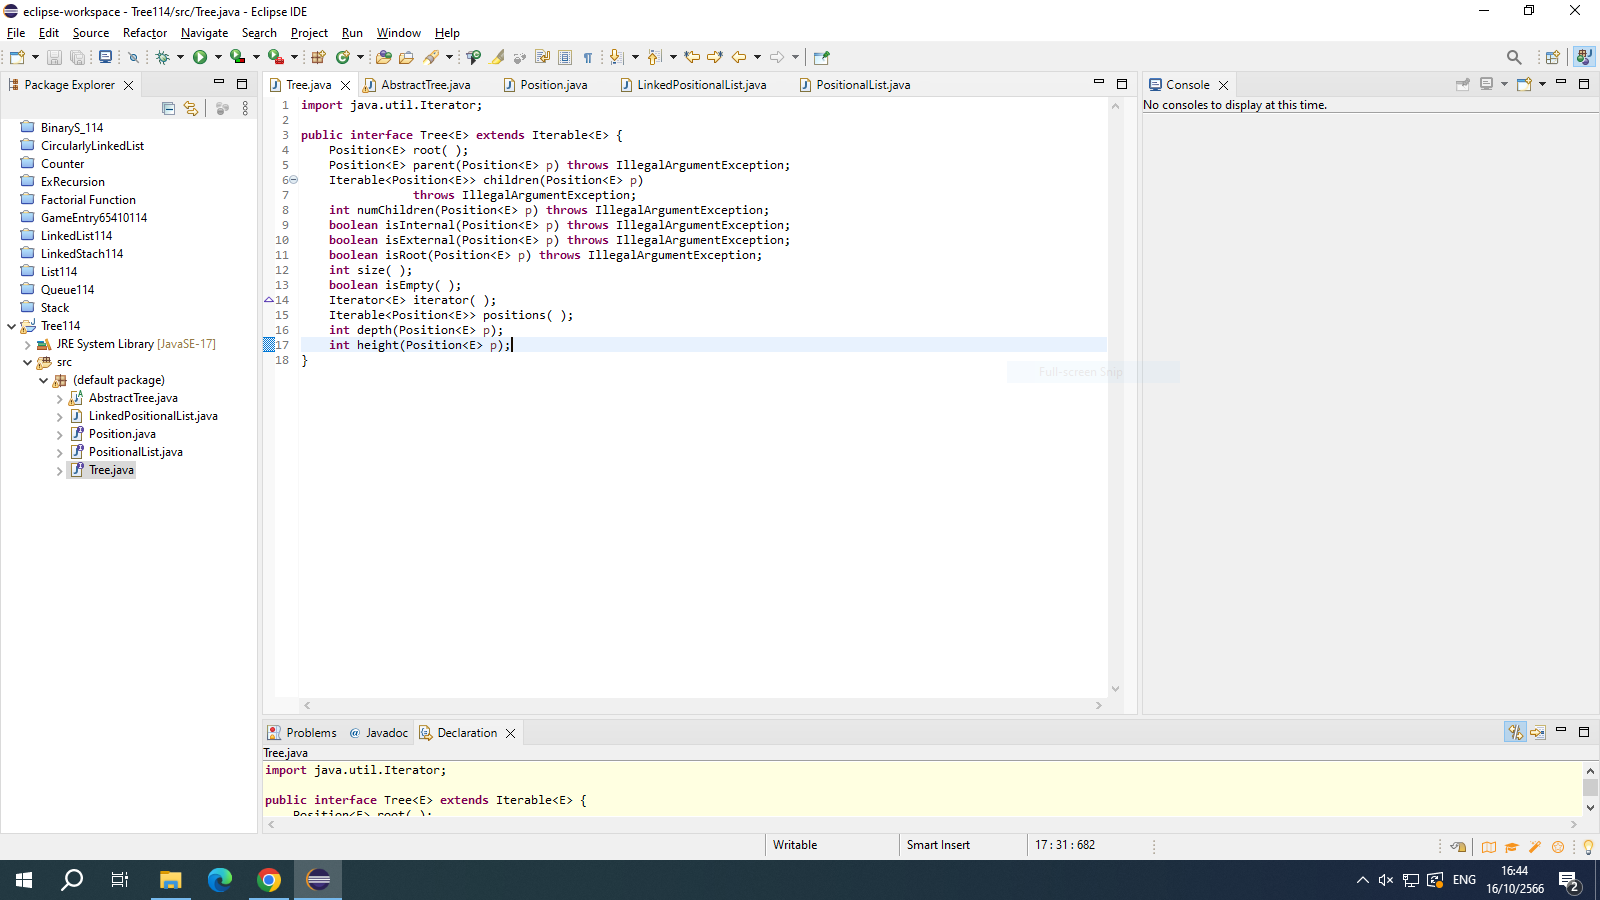 eclipse-workspace - Tree114/src/Tree.java - Eclipse IDE
File Edit Source Refactor Navigate Search Project Run Window Help
Package Explorer
BinaryS_114
CircularlyLinkedList
Counter
ExRecursion
Factorial Function
GameEntry65410114
LinkedList114
LinkedStach114
List114
Queue114
Stack
Tree114
JRE System Library [JavaSE-17]
src
(default package)
AbstractTree.java
LinkedPositionalList.java
Position.java
PositionalList.java
Tree.java
Tree.java AbstractTree.java Position.java LinkedPositionalList.java PositionalList.java
1 import java.util.Iterator;
2
3 public interface Tree<E> extends Iterable<E> {
4 Position<E> root( );
5 Position<E> parent(Position<E> p) throws IllegalArgumentException;
6 Iterable<Position<E>> children(Position<E> p)
7 throws IllegalArgumentException;
8 int numChildren(Position<E> p) throws IllegalArgumentException;
9 boolean isInternal(Position<E> p) throws IllegalArgumentException;
10 boolean isExternal(Position<E> p) throws IllegalArgumentException;
11 boolean isRoot(Position<E> p) throws IllegalArgumentException;
12 int size( );
13 boolean isEmpty( );
14 Iterator<E> iterator( );
15 Iterable<Position<E>> positions( );
16 int depth(Position<E> p);
17 int height(Position<E> p);
18 }
Full-screen Snip
Console
No consoles to display at this time.
Problems @ Javadoc Declaration
Tree.java
import java.util.Iterator;
public interface Tree<E> extends Iterable<E> {
Position<E> root( );
Writable Smart Insert 17 : 31 : 682
ENG
16:44
16/10/2566
2